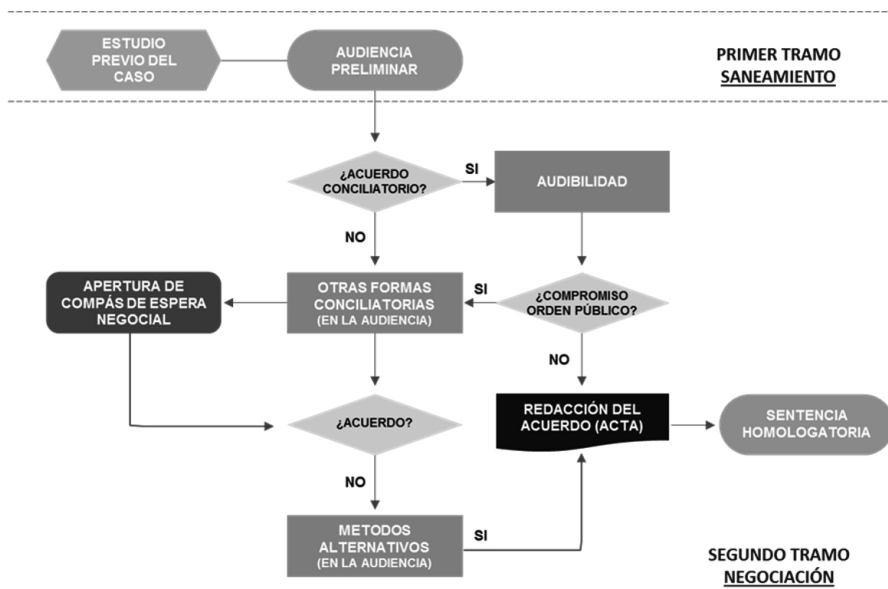 ESTUDIO
PREVIO DEL
CASO
AUDIENCIA
PRELIMINAR
PRIMER TRAMO
SANEAMIENTO
¿ACUERDO
CONCILIATORIO?
SI
AUDIBILIDAD
NO
APERTURA DE
COMPÁS DE ESPERA
NEGOCIAL
OTRAS FORMAS
CONCILIATORIAS
(EN LA AUDIENCIA)
SI
¿COMPROMISO
ORDEN PÚBLICO?
NO
¿ACUERDO?
REDACCIÓN DEL
ACUERDO (ACTA)
SENTENCIA
HOMOLOGATORIA
NO
METODOS
ALTERNATIVOS
(EN LA AUDIENCIA)
SI
SEGUNDO TRAMO
NEGOCIACIÓN